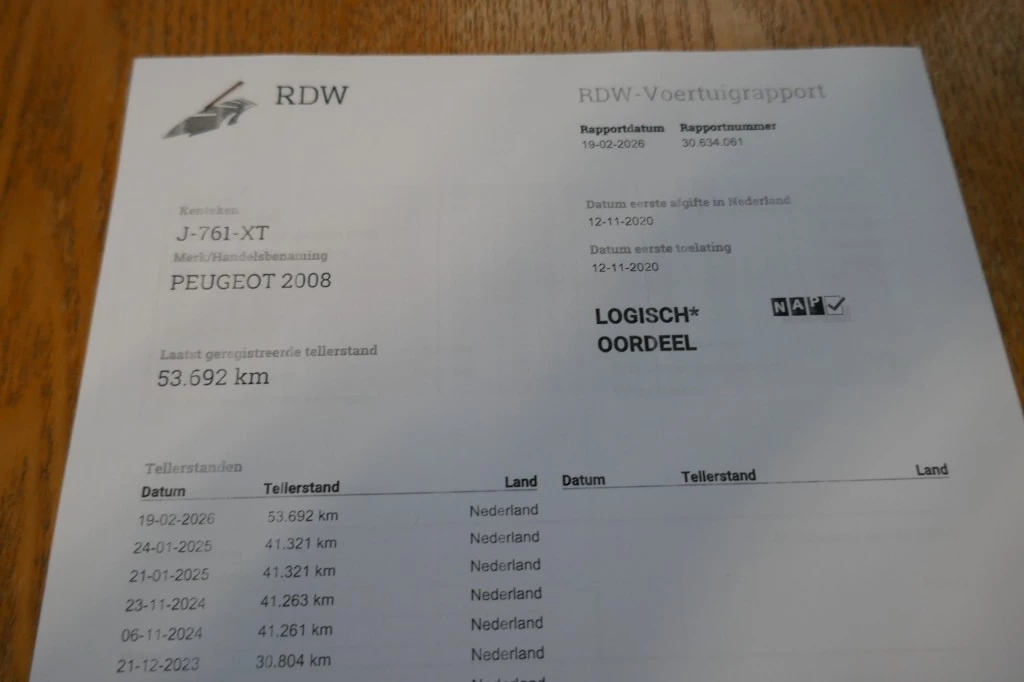 RDW
RDW-Voertuigrapport
Rapportdatum Rapportnummer
19-02-2026 30.634.061
Kenteken
J-761-XT
Merk/Handelsbenaming
PEUGEOT 2008
Datum eerste afgifte in Nederland
12-11-2020
Datum eerste toelating
12-11-2020
LOGISCH*
OORDEEL
NAP
Laatst geregistreerde tellerstand
53.692 km
Tellerstanden
Datum Tellerstand Land Datum Tellerstand Land
19-02-2026 53.692 km Nederland
24-01-2025 41.321 km Nederland
21-01-2025 41.321 km Nederland
23-11-2024 41.263 km Nederland
06-11-2024 41.261 km Nederland
21-12-2023 30.804 km Nederland